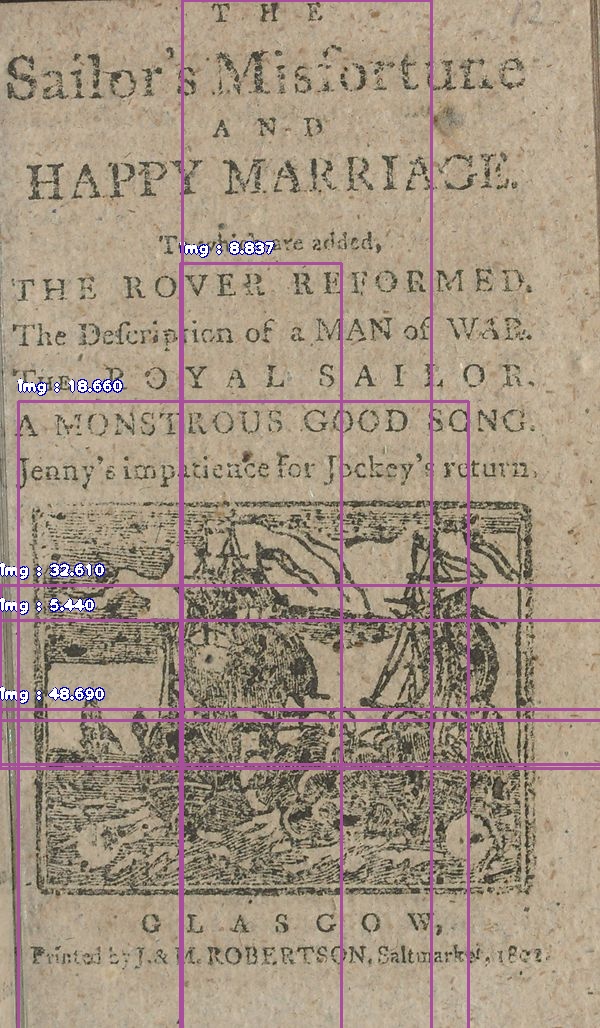 THE
Sailor's Misfortune
AND
HAPPY MARRIAGE.
To which are added,
THE ROVER REFORMED.
The Deſcription of a MAN of WAR.
THE ROYAL SAILOR.
A MONSTROUS GOOD SONG.
Jenny's impatience for Jockey's return.
GLASGOW,
Printed by J. & M. ROBERTSON, Saltmarket,
12
Img : 8.837
Img : 18.660
Img : 32.610
Img : 5.440
Img : 48.690